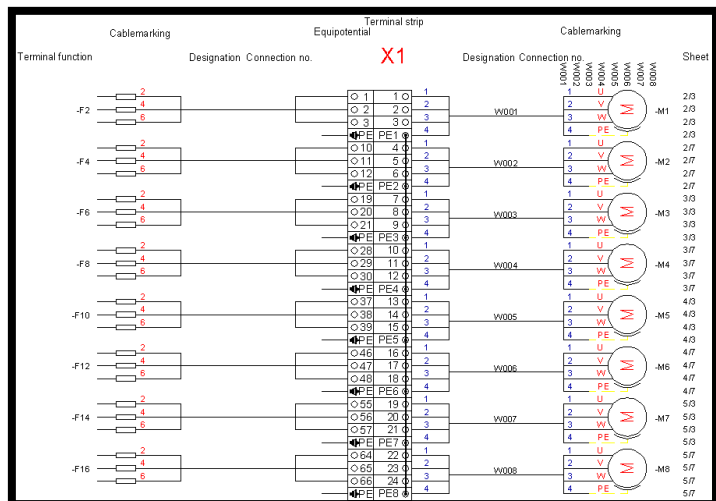 Terminal strip
Cablemarking Equipotential Cablemarking
Terminal function Designation Connection no. X1 Designation Connection no. Sheet
W001 W002 W003 W004 W005 W006 W007 W008
2 1 1 1 1 U 2/3
-F2 4 2 2 2 W001 2 V M -M1 2/3
6 3 3 3 3 W 2/3
PE PE1 4 4 PE 2/3
2 10 4 1 1 U 2/7
-F4 4 11 5 2 W002 2 V M -M2 2/7
6 12 6 3 3 W 2/7
PE PE2 4 4 PE 2/7
2 19 7 1 1 U 3/3
-F6 4 20 8 2 W003 2 V M -M3 3/3
6 21 9 3 3 W 3/3
PE PE3 4 4 PE 3/3
2 28 10 1 1 U 3/7
-F8 4 29 11 2 W004 2 V M -M4 3/7
6 30 12 3 3 W 3/7
PE PE4 4 4 PE 3/7
2 37 13 1 1 U 4/3
-F10 4 38 14 2 W005 2 V M -M5 4/3
6 39 15 3 3 W 4/3
PE PE5 4 4 PE 4/3
2 46 16 1 1 U 4/7
-F12 4 47 17 2 W006 2 V M -M6 4/7
6 48 18 3 3 W 4/7
PE PE6 4 4 PE 4/7
2 55 19 1 1 U 5/3
-F14 4 56 20 2 W007 2 V M -M7 5/3
6 57 21 3 3 W 5/3
PE PE7 4 4 PE 5/3
2 64 22 1 1 U 5/7
-F16 4 65 23 2 W008 2 V M -M8 5/7
6 66 24 3 3 W 5/7
PE PE8 4 4 PE 5/7